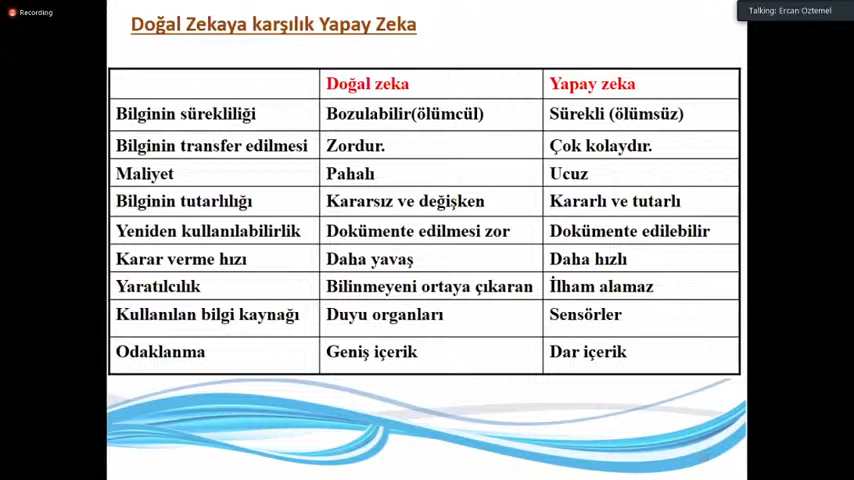 Recording
Talking: Ercan Oztemel
Doğal Zekaya karşılık Yapay Zeka
Doğal zeka Yapay zeka
Bilginin sürekliliği Bozulabilir(ölümcül) Sürekli (ölümsüz)
Bilginin transfer edilmesi Zordur. Çok kolaydır.
Maliyet Pahalı Ucuz
Bilginin tutarlılığı Kararsız ve değişken Kararlı ve tutarlı
Yeniden kullanılabilirlik Dokümente edilmesi zor Dokümente edilebilir
Karar verme hızı Daha yavaş Daha hızlı
Yaratılcılık Bilinmeyeni ortaya çıkaran İlham alamaz
Kullanılan bilgi kaynağı Duyu organları Sensörler
Odaklanma Geniş içerik Dar içerik